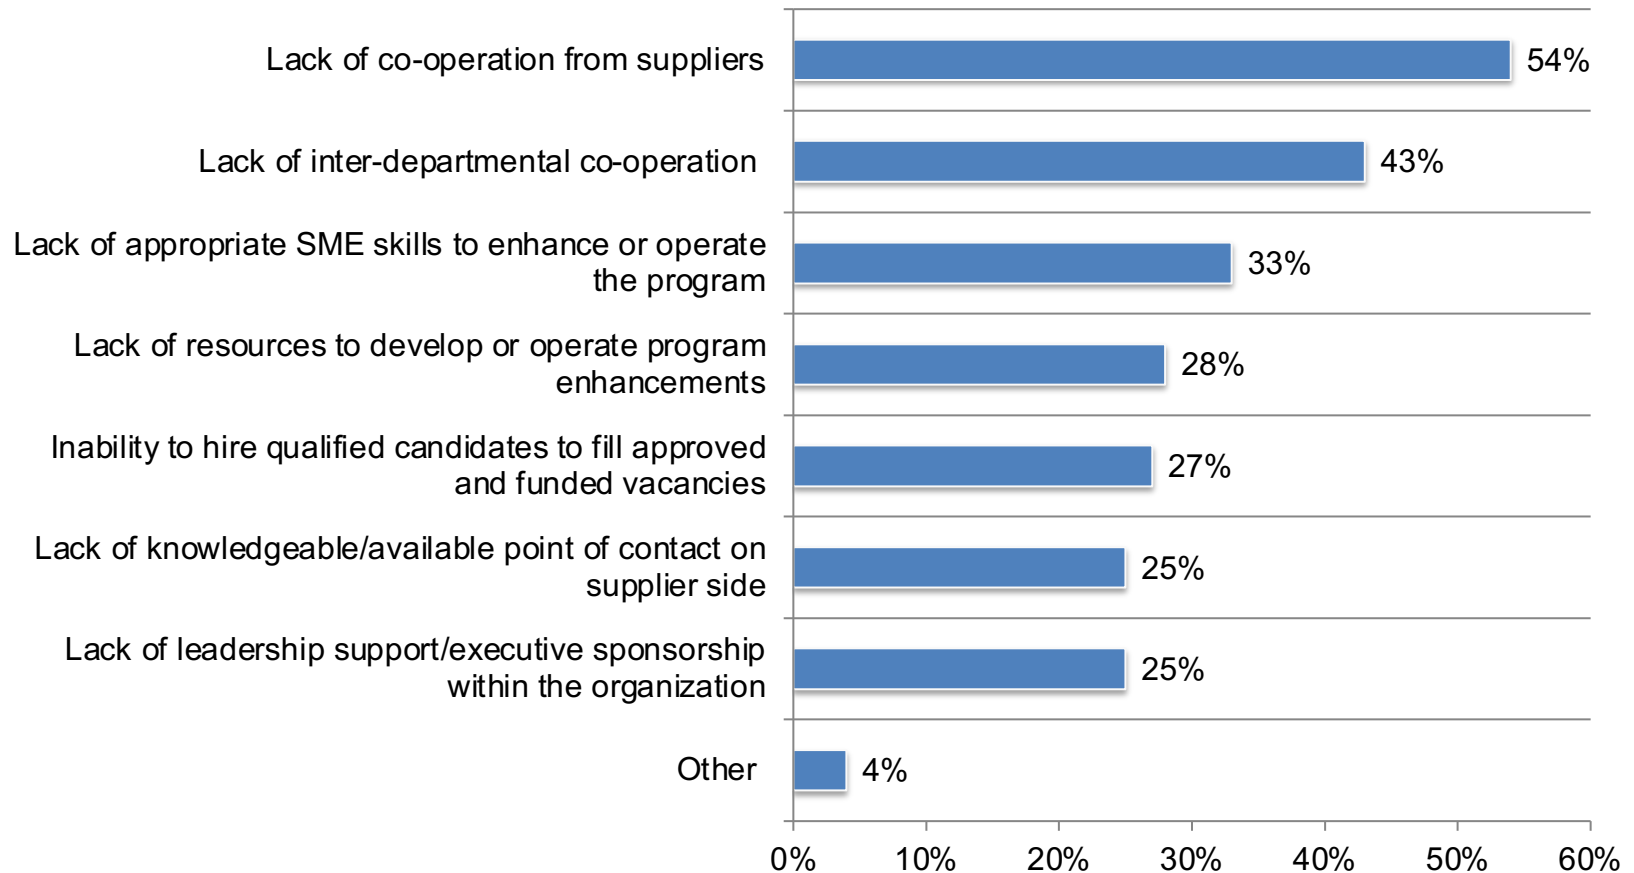 Lack of co-operation from suppliers
54%
Lack of inter-departmental co-operation
43%
Lack of appropriate SME skills to enhance or operate
the program
33%
Lack of resources to develop or operate program
enhancements
28%
Inability to hire qualified candidates to fill approved
and funded vacancies
27%
Lack of knowledgeable/available point of contact on
supplier side
25%
Lack of leadership support/executive sponsorship
within the organization
25%
Other
4%
0% 10% 20% 30% 40% 50% 60%